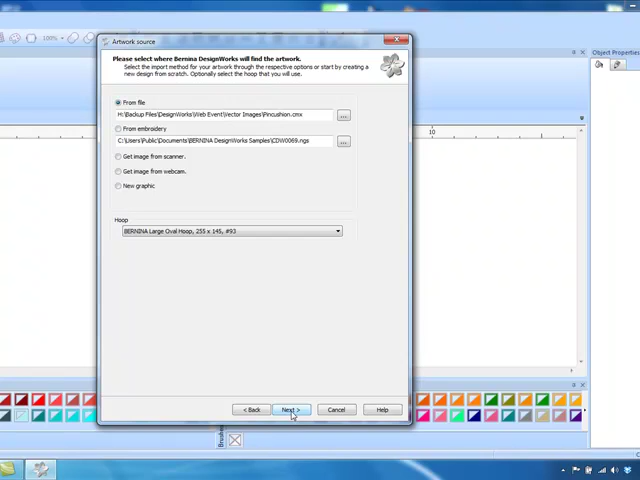 Artwork source
Please select where Bernina DesignWorks will find the artwork.
Select the import method for your artwork through the respective options or start by creating a
new design from scratch. Optionally select the hoop that you will use.
From file
H:\Backup Files\DesignWorks\Web Event\Vector Images\Pincushion.cmx
...
From embroidery
C:\Users\Public\Documents\BERNINA DesignWorks Samples\CDW0069.ngs
...
Get image from scanner.
Get image from webcam.
New graphic
Hoop
BERNINA Large Oval Hoop, 255 x 145, #93
< Back
Next >
Cancel
Help
50%
10
Object Properties